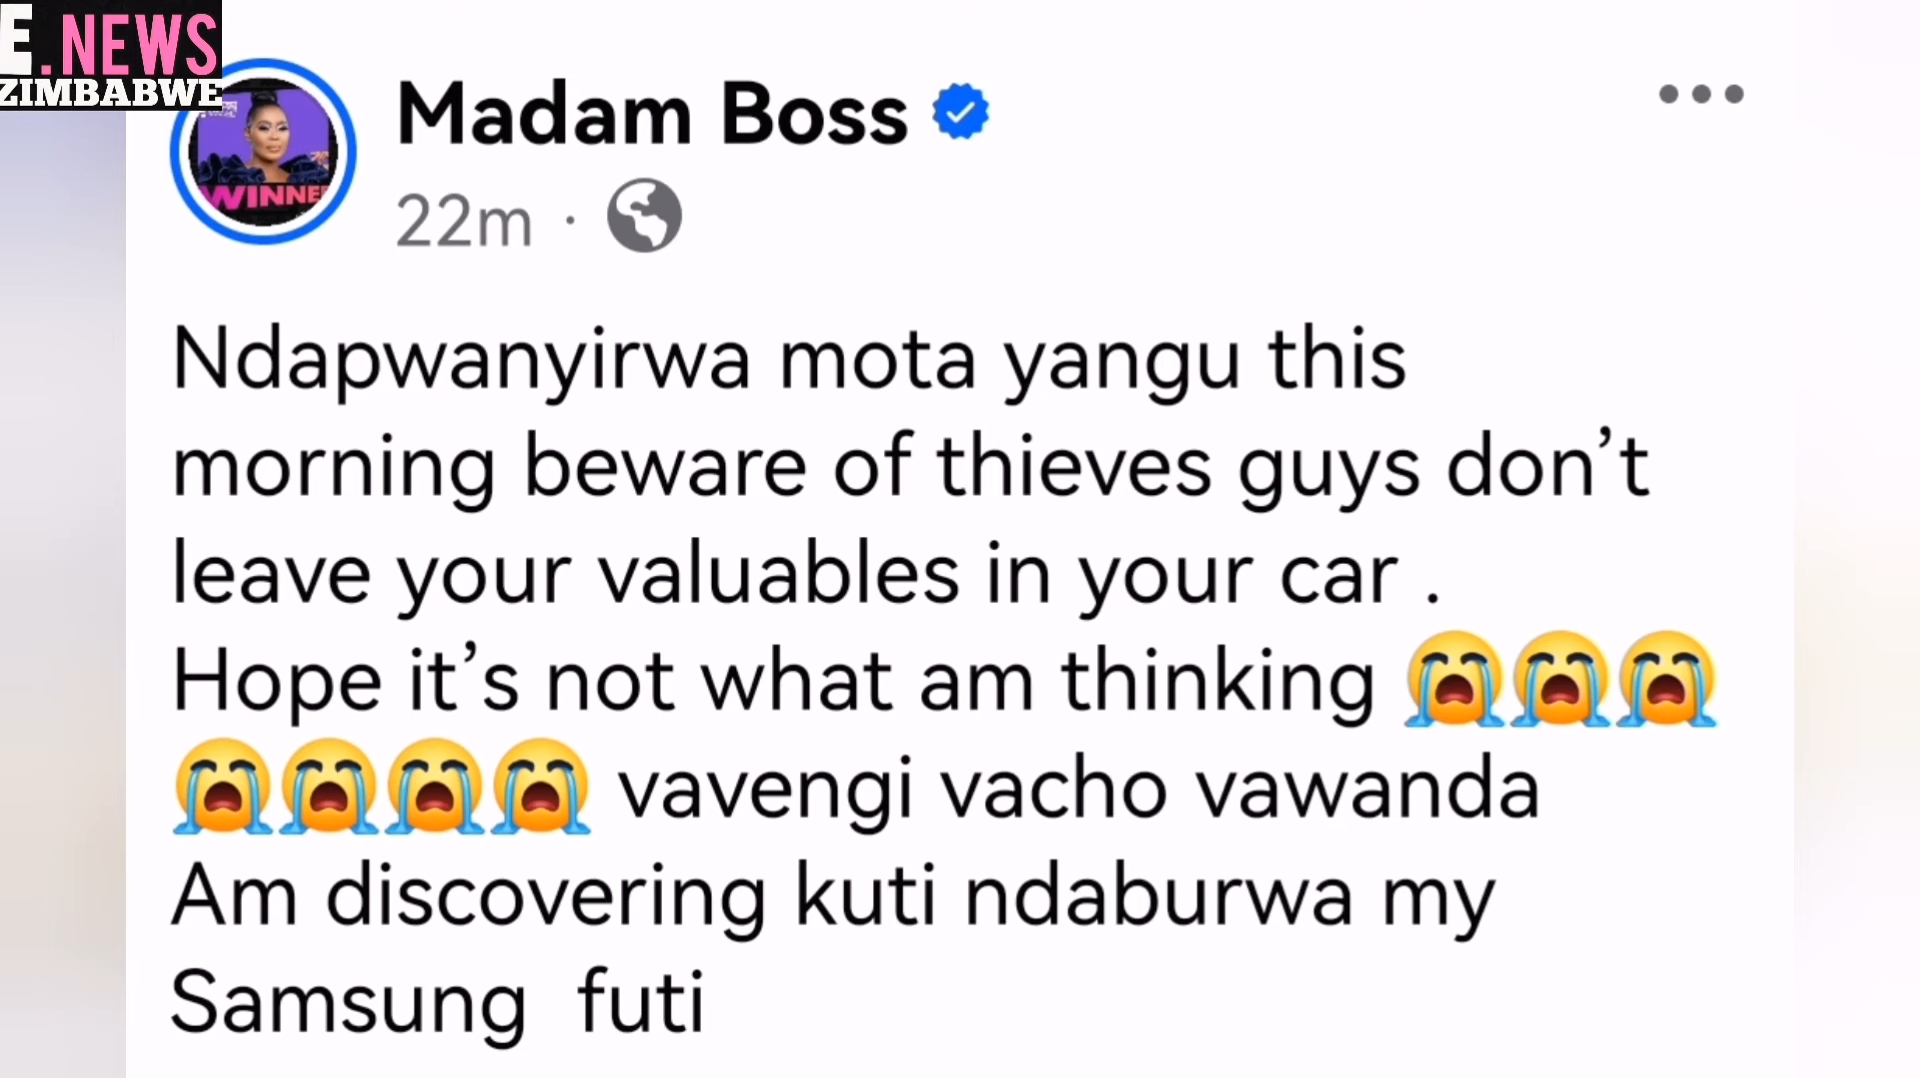 E.NEWS
ZIMBABWE
WINNE
Madam Boss
22m ·
Ndapwanyirwa mota yangu this
morning beware of thieves guys don’t
leave your valuables in your car .
Hope it’s not what am thinking 😭😭😭
😭😭😭😭 vavengi vacho vawanda
Am discovering kuti ndaburwa my
Samsung futi